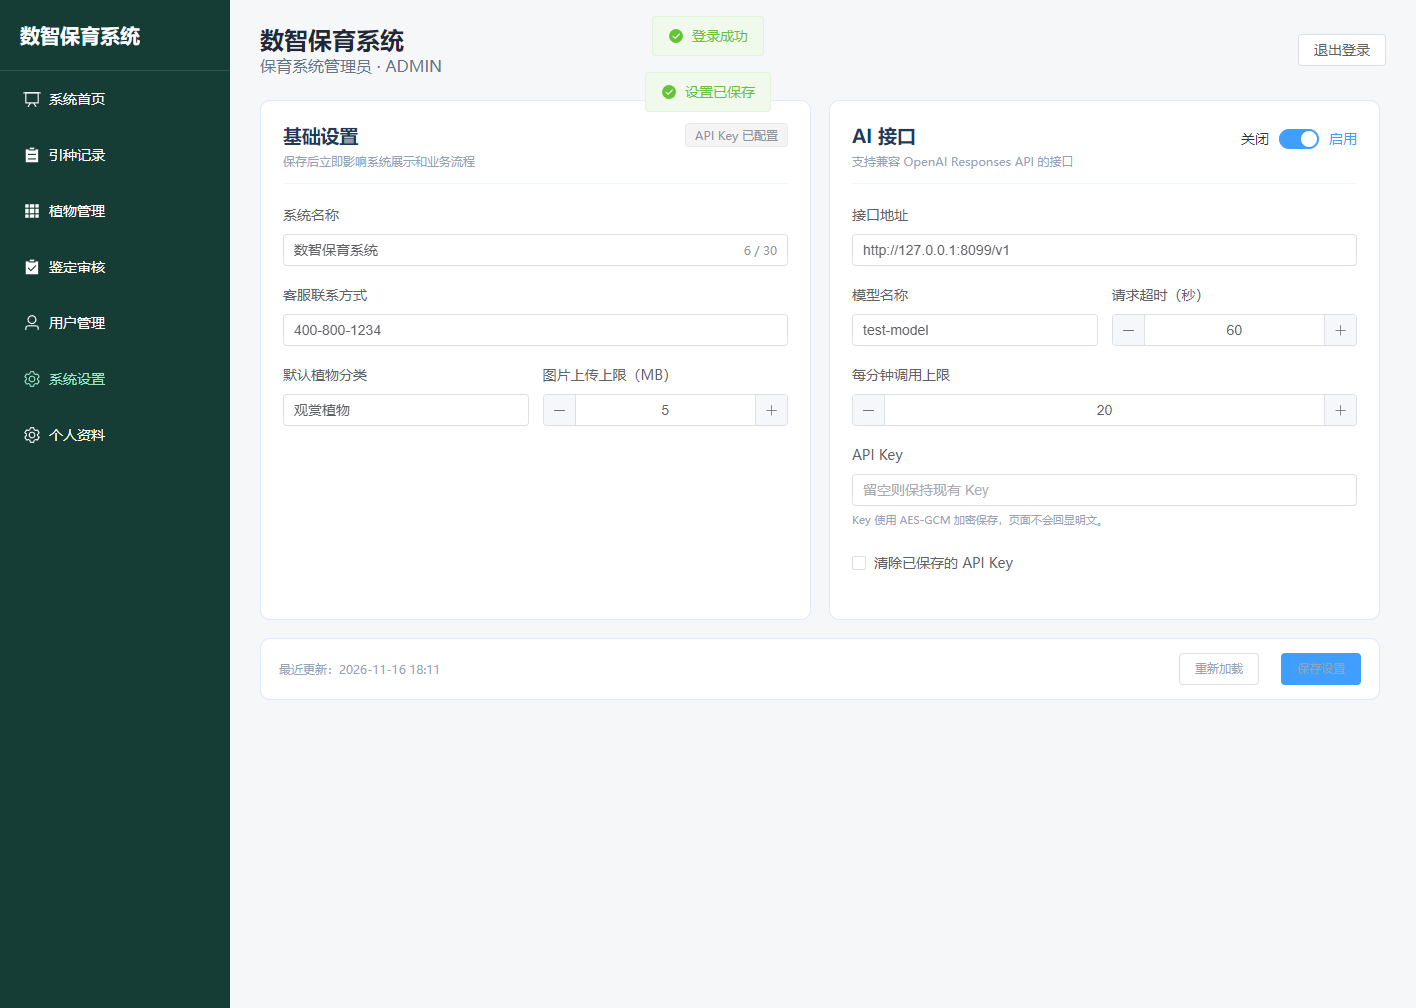 数智保育系统
系统首页
引种记录
植物管理
鉴定审核
用户管理
系统设置
个人资料
数智保育系统
保育系统管理员 · ADMIN
登录成功
设置已保存
退出登录
基础设置
API Key 已配置
保存后立即影响系统展示和业务流程
系统名称
数智保育系统
6 / 30
客服联系方式
400-800-1234
默认植物分类
图片上传上限（MB）
观赏植物
5
AI 接口
关闭
启用
支持兼容 OpenAI Responses API 的接口
接口地址
http://127.0.0.1:8099/v1
模型名称
请求超时（秒）
test-model
60
每分钟调用上限
20
API Key
留空则保持现有 Key
Key 使用 AES-GCM 加密保存，页面不会回显明文。
清除已保存的 API Key
最近更新：2026-11-16 18:11
重新加载
保存设置